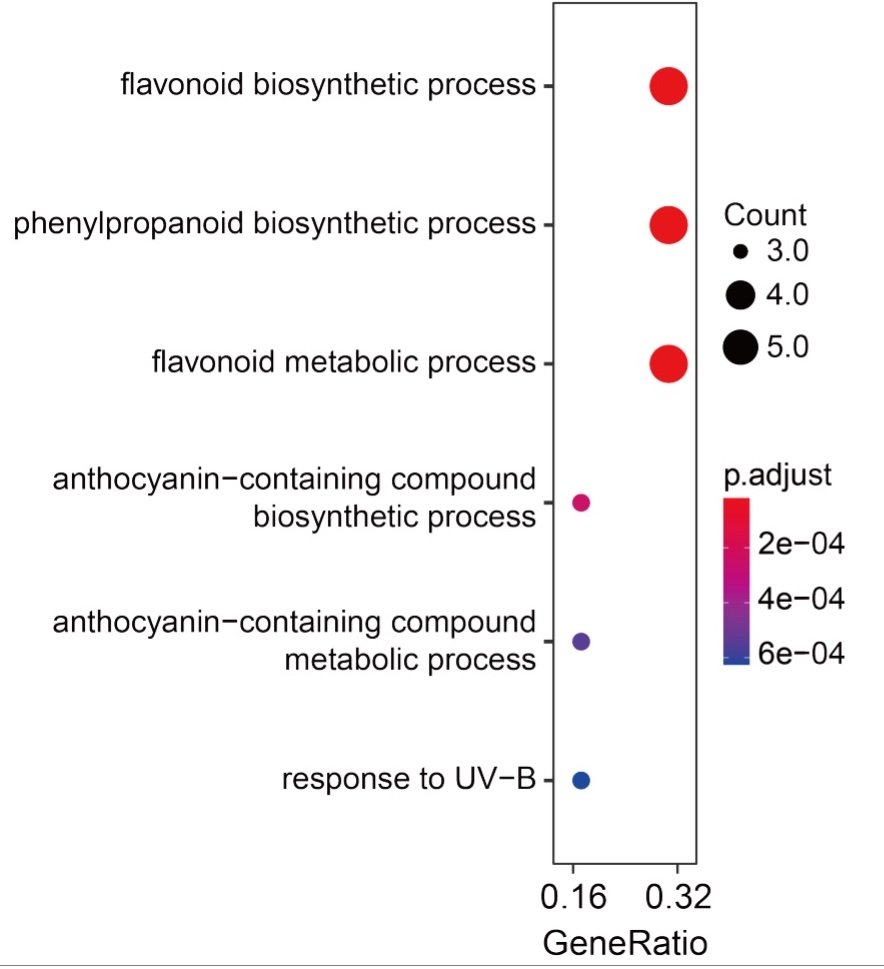 flavonoid biosynthetic process
phenylpropanoid biosynthetic process
flavonoid metabolic process
anthocyanin−containing compound
biosynthetic process
anthocyanin−containing compound
metabolic process
response to UV−B
0.16 0.32
GeneRatio
Count
3.0
4.0
5.0
p.adjust
2e−04
4e−04
6e−04